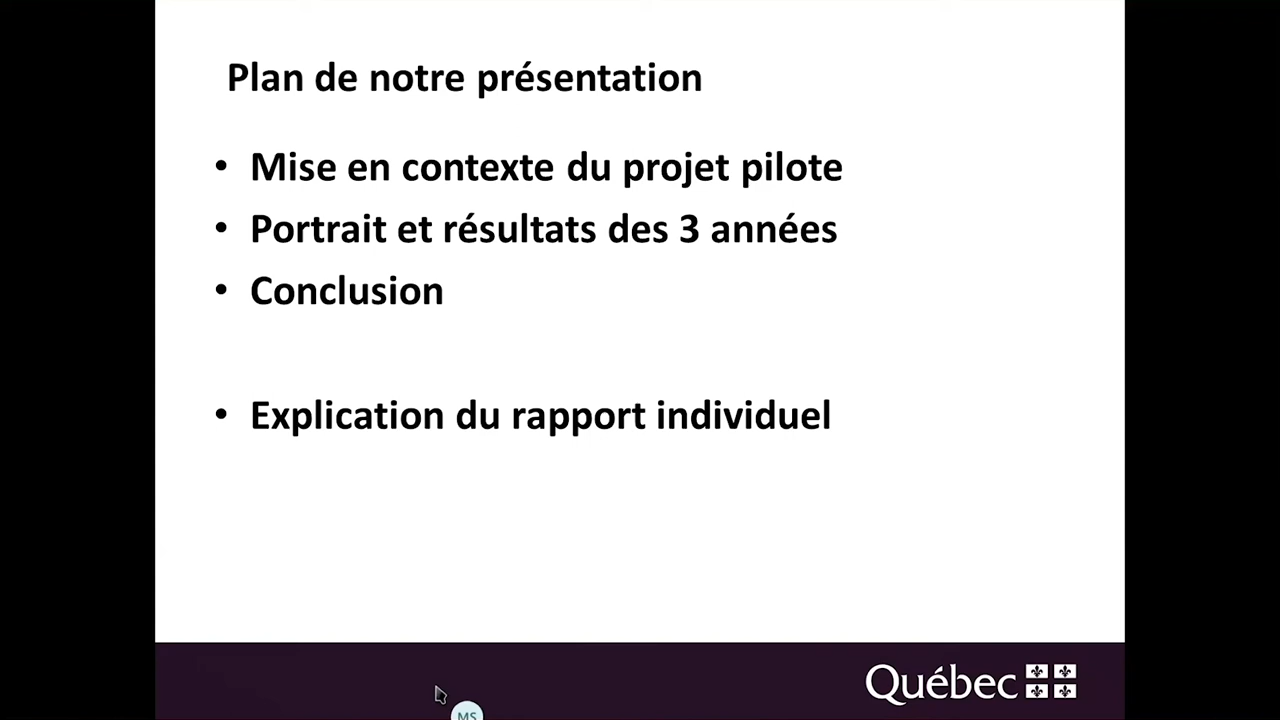 Plan de notre présentation
• Mise en contexte du projet pilote
• Portrait et résultats des 3 années
• Conclusion
• Explication du rapport individuel
Québec
MS